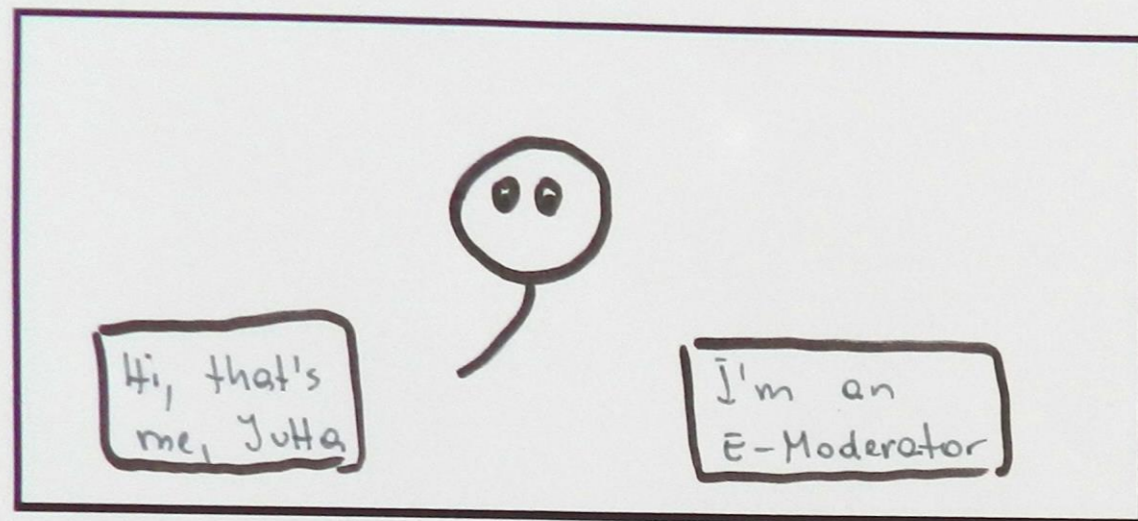 Hi, that's
me, Jutta
I'm an
E-Moderator